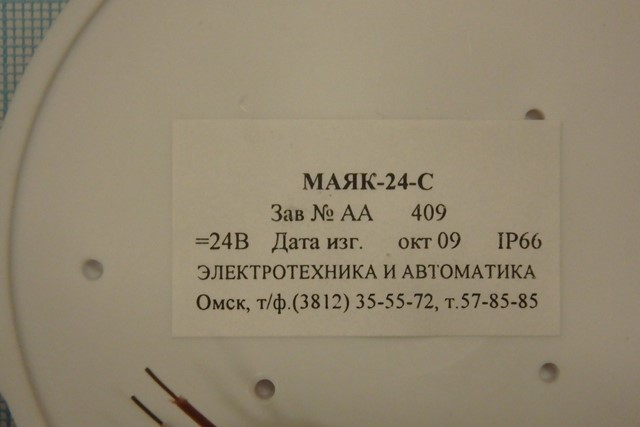 МАЯК-24-С
Зав № АА 409
=24В Дата изг. окт 09 IP66
ЭЛЕКТРОТЕХНИКА И АВТОМАТИКА
Омск, т/ф.(3812) 35-55-72, т.57-85-85